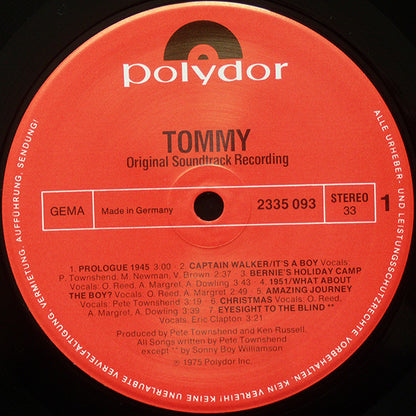 polydor
TOMMY
Original Soundtrack Recording
GEMA
Made in Germany
2335 093
STEREO
33
1
1. PROLOGUE 1945 3:00 2. CAPTAIN WALKER/IT'S A BOY Vocals:
P. Townshend, M. Newman, V. Brown 2:37 3. BERNIE'S HOLIDAY CAMP
Vocals: O. Reed, A. Margret, A. Dowling 3:43 4. 1951/WHAT ABOUT
THE BOY? Vocals: O. Reed, A. Margret 2:49 5. AMAZING JOURNEY
Vocals: Pete Townshend 3:19 6. CHRISTMAS Vocals: O. Reed,
A. Margret, A. Dowling 3:59 7. EYESIGHT TO THE BLIND **
Vocals: Eric Clapton 3:21
Produced by Pete Townshend and Ken Russell.
All Songs written by Pete Townshend
except ** by Sonny Boy Williamson
℗ 1975 Polydor Inc.
ALLE URHEBER- UND LEISTUNGSSCHUTZRECHTE VORBEHALTEN. KEIN VERLEIH! KEINE UNERLAUBTE VERVIELFÄLTIGUNG, VERMIETUNG, AUFFÜHRUNG, SENDUNG!